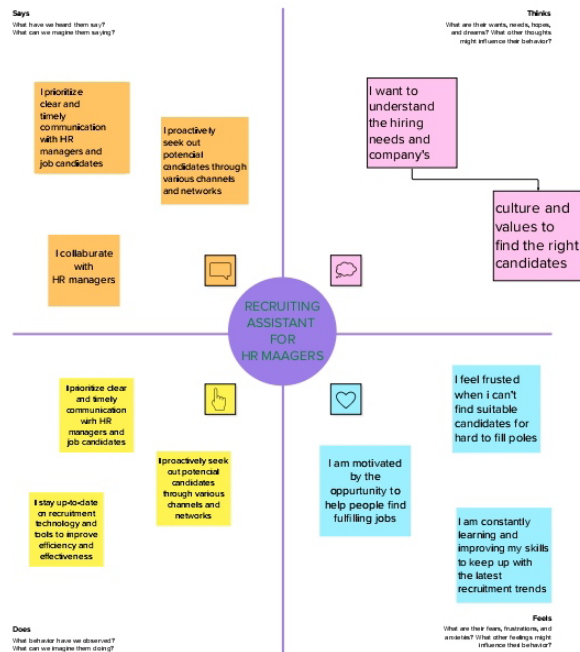 Says
What have we heard them say?
What can we imagine them saying?
Thinks
What are their wants, needs, hopes,
and dreams? What other thoughts
might influence their behavior?
I prioritize
clear and
timely
communication
with HR
managers and
job candidates
I proactively
seek out
potencial
candidates through
various channels
and networks
I collaburate
with
HR managers
I want to
understand
the hiring
needs and
company's
culture and
values to
find the right
candidates
RECRUITING
ASSISTANT
FOR
HR MAAGERS
I prioritize clear
and timely
communication
with HR
managers and
job candidates
I proactively seek
out potencial
candidates
through various
channels and
networks
I stay up-to-date
on recruitment
technology and
tools to improve
efficiency and
effectiveness
I feel frusted
when i can't
find suitable
candidates for
hard to fill poles
I am motivated
by the
oppurtunity to
help people find
fulfilling jobs
I am constantly
learning and
improving my skills
to keep up with
the latest
recruitment trends
Does
What behavior have we observed?
What can we imagine them doing?
Feels
What are their fears, frustrations, and
anxieties? What other feelings might
influence their behavior?